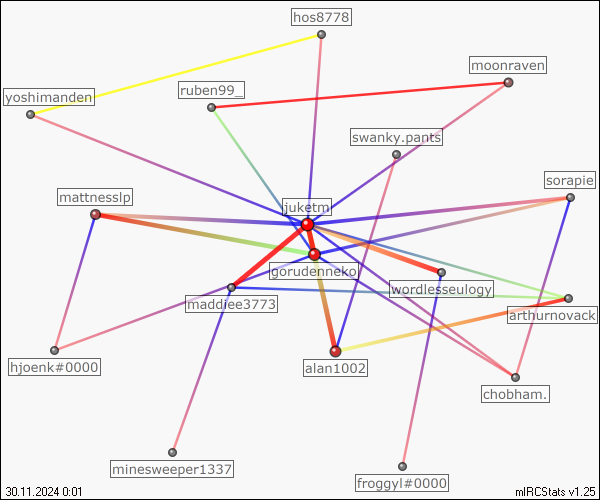 hos8778
moonraven
ruben99_
yoshimanden
swanky.pants
sorapie
mattnesslp
juketm
gorudenneko
wordlesseulogy
maddiee3773
arthurnovack
hjoenk#0000
alan1002
chobham.
minesweeper1337
froggyl#0000
30.11.2024 0:01
mIRCStats v1.25